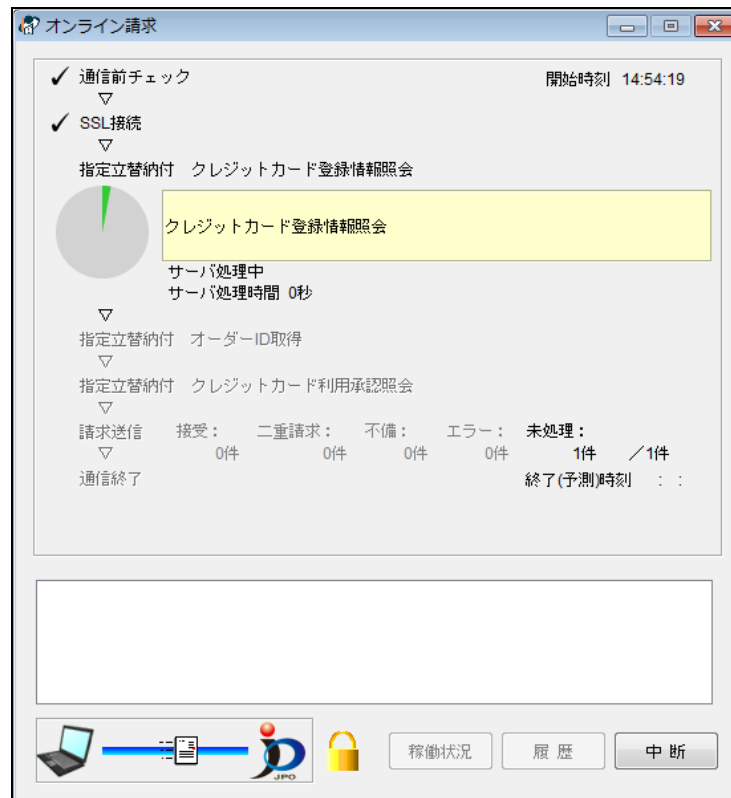 オンライン請求
通信前チェック 開始時刻 14:54:19
▽
SSL接続
▽
指定立替納付 クレジットカード登録情報照会
クレジットカード登録情報照会
サーバ処理中
サーバ処理時間 0秒
▽
指定立替納付 オーダーID取得
▽
指定立替納付 クレジットカード利用承認照会
▽
請求送信 接受： 二重請求： 不備： エラー： 未処理：
▽ 0件 0件 0件 0件 1件 ／1件
通信終了 終了(予測)時刻 : :
JPO
稼働状況 履 歴 中 断